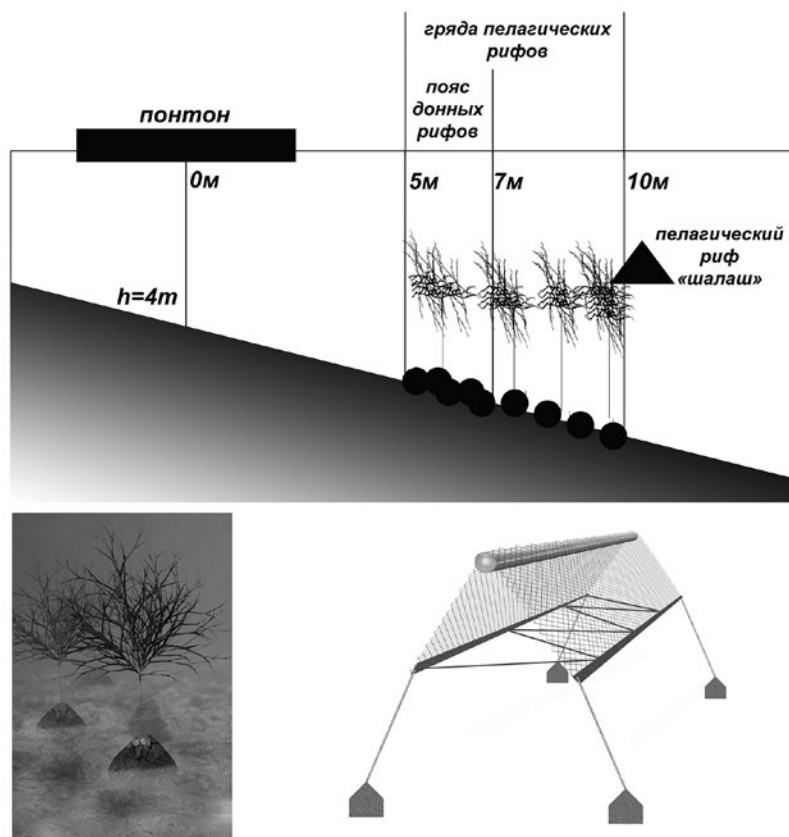 гряда пелагических
рифов
пояс
донных
рифов
понтон
0м
5м
7м
10м
пелагический
риф
«шалаш»
h=4m